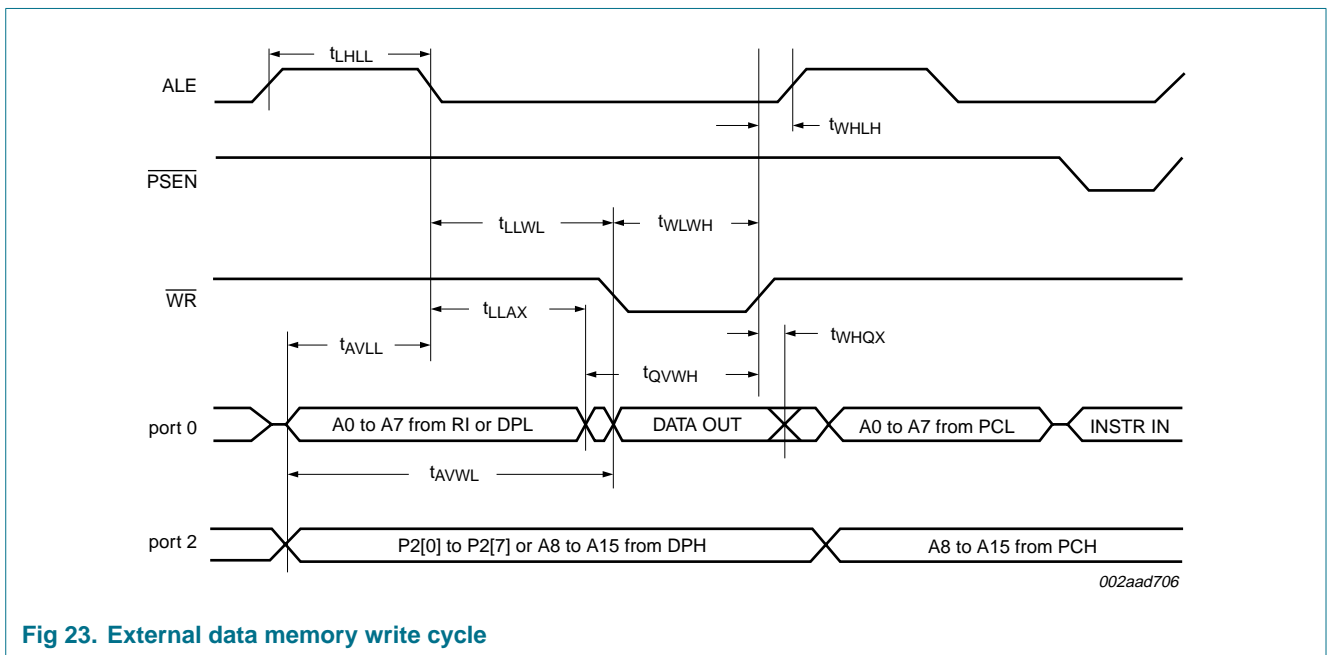 tLHLL
ALE
tWHLH
PSEN
tLLWL
tWLWH
WR
tLLAX
tWHQX
tAVLL
tQVWH
port 0
A0 to A7 from RI or DPL
DATA OUT
A0 to A7 from PCL
INSTR IN
tAVWL
port 2
P2[0] to P2[7] or A8 to A15 from DPH
A8 to A15 from PCH
002aad706
Fig 23. External data memory write cycle